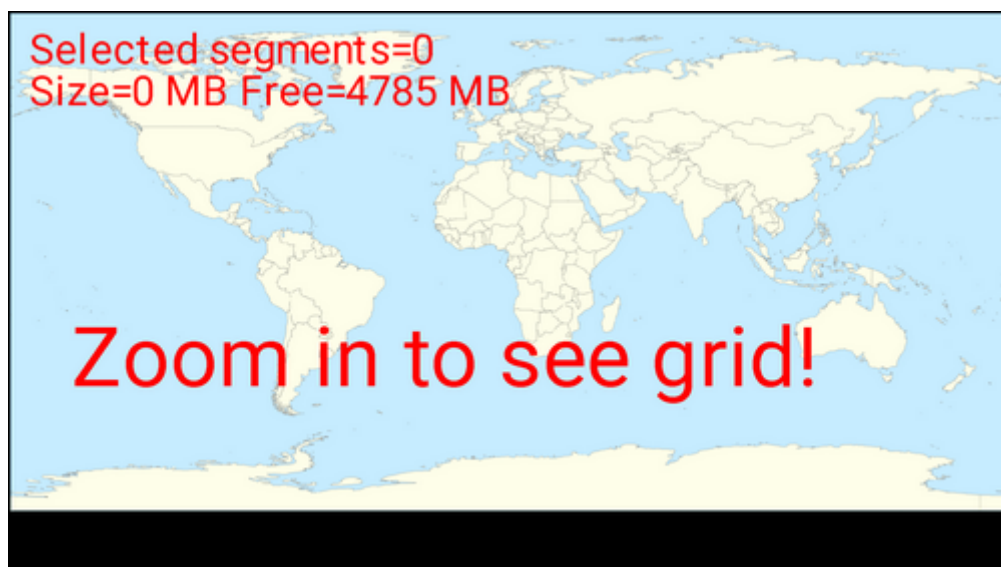 Selected segments=0
Size=0 MB Free=4785 MB
Zoom in to see grid!